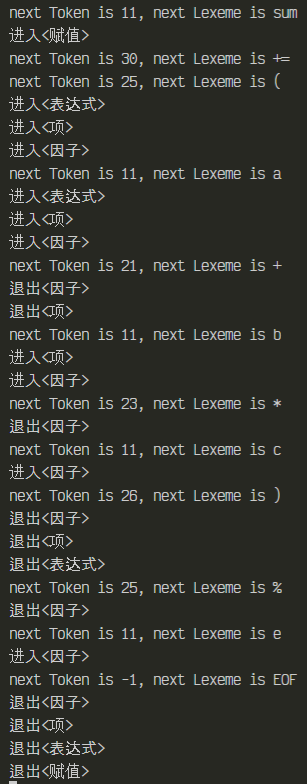 next Token is 11, next Lexeme is sum
进入<赋值>
next Token is 30, next Lexeme is +=
next Token is 25, next Lexeme is (
进入<表达式>
进入<项>
进入<因子>
next Token is 11, next Lexeme is a
进入<表达式>
进入<项>
进入<因子>
next Token is 21, next Lexeme is +
退出<因子>
退出<项>
next Token is 11, next Lexeme is b
进入<项>
进入<因子>
next Token is 23, next Lexeme is *
退出<因子>
next Token is 11, next Lexeme is c
进入<因子>
next Token is 26, next Lexeme is )
退出<因子>
退出<项>
退出<表达式>
next Token is 25, next Lexeme is %
退出<因子>
next Token is 11, next Lexeme is e
进入<因子>
next Token is -1, next Lexeme is EOF
退出<因子>
退出<项>
退出<表达式>
退出<赋值>